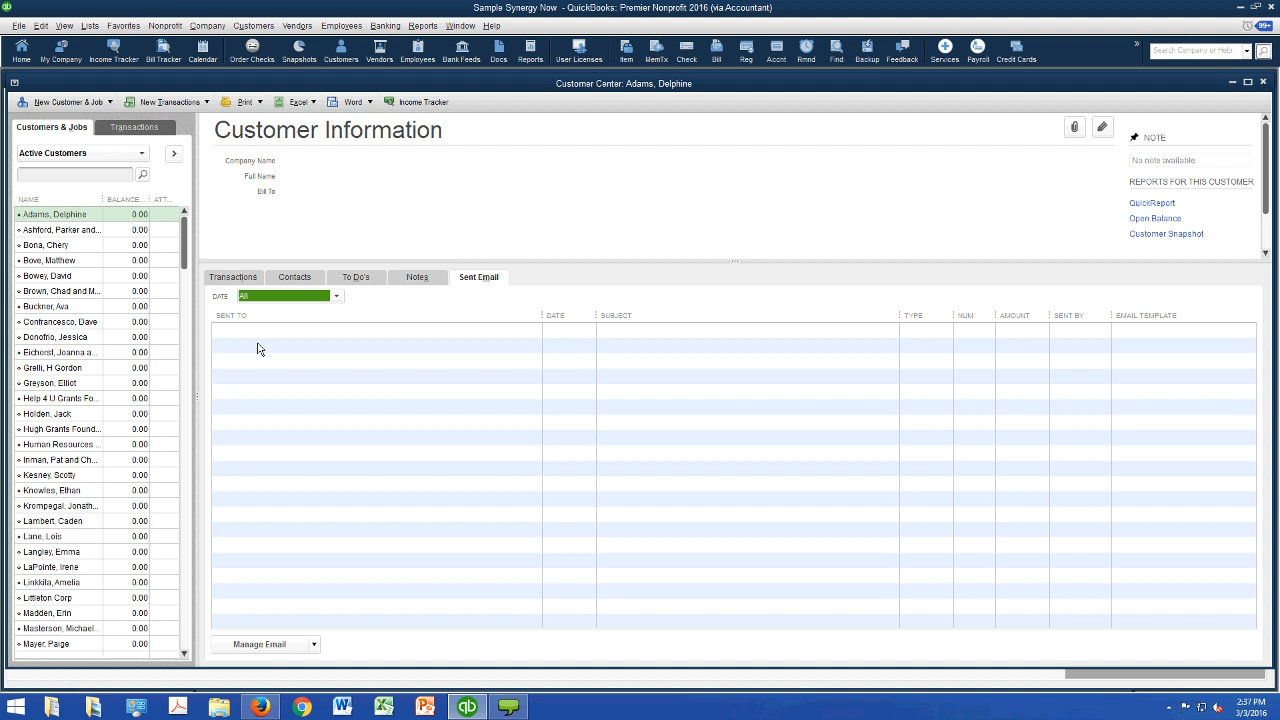 Sample Synergy Now - QuickBooks: Premier Nonprofit 2016 (via Accountant)
File Edit View Lists Favorites Nonprofit Company Customers Vendors Employees Banking Reports Window Help 99+
Home My Company Income Tracker Bill Tracker Calendar Order Checks Snapshots Customers Vendors Employees Bank Feeds Docs Reports User Licenses Item MemTx Check Bill Reg Accnt Rmnd Find Backup Feedback Services Payroll Credit Cards Search Company or Help
Customer Center: Adams, Delphine
New Customer & Job New Transactions Print Excel Word Income Tracker
Customers & Jobs Transactions
Active Customers
NAME BALANCE... ATT...
Adams, Delphine 0.00
Ashford, Parker and... 0.00
Bona, Chery 0.00
Bove, Matthew 0.00
Bowey, David 0.00
Brown, Chad and M... 0.00
Buckner, Ava 0.00
Confrancesco, Dave 0.00
Donofrio, Jessica 0.00
Eichorst, Joanna a... 0.00
Grelli, H Gordon 0.00
Greyson, Elliot 0.00
Help 4 U Grants Fo... 0.00
Holden, Jack 0.00
Hugh Grants Found... 0.00
Human Resources ... 0.00
Inman, Pat and Ch... 0.00
Kesney, Scotty 0.00
Knowles, Ethan 0.00
Krompegal, Jonath... 0.00
Lambert, Caden 0.00
Lane, Lois 0.00
Langley, Emma 0.00
LaPointe, Irene 0.00
Linkkila, Amelia 0.00
Littleton Corp 0.00
Madden, Erin 0.00
Masterson, Michael... 0.00
Mayer, Paige 0.00
Customer Information
Company Name
Full Name
Bill To
NOTE
No note available
REPORTS FOR THIS CUSTOMER
QuickReport
Open Balance
Customer Snapshot
Transactions Contacts To Do's Notes Sent Email
DATE All
SENT TO DATE SUBJECT TYPE NUM AMOUNT SENT BY EMAIL TEMPLATE
Manage Email
2:37 PM
3/3/2016